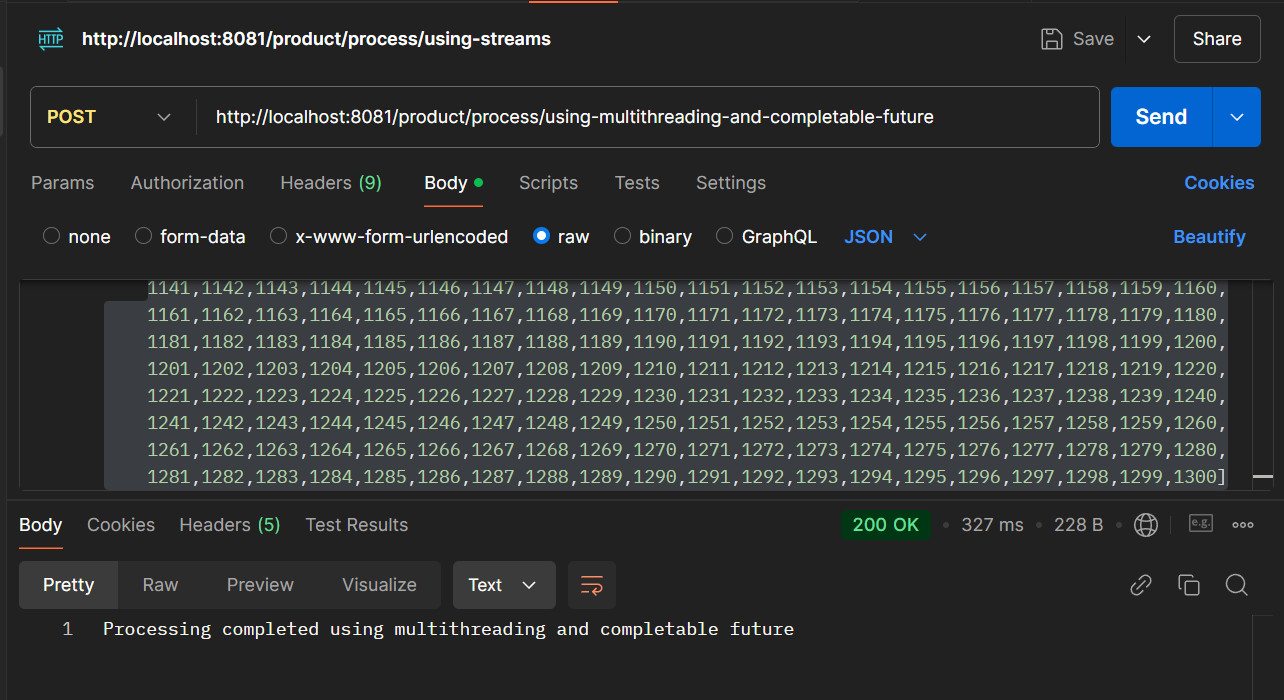 HTTP http://localhost:8081/product/process/using-streams Save Share
POST http://localhost:8081/product/process/using-multithreading-and-completable-future Send
Params Authorization Headers (9) Body Scripts Tests Settings Cookies
none form-data x-www-form-urlencoded raw binary GraphQL JSON Beautify
1141,1142,1143,1144,1145,1146,1147,1148,1149,1150,1151,1152,1153,1154,1155,1156,1157,1158,1159,1160,
1161,1162,1163,1164,1165,1166,1167,1168,1169,1170,1171,1172,1173,1174,1175,1176,1177,1178,1179,1180,
1181,1182,1183,1184,1185,1186,1187,1188,1189,1190,1191,1192,1193,1194,1195,1196,1197,1198,1199,1200,
1201,1202,1203,1204,1205,1206,1207,1208,1209,1210,1211,1212,1213,1214,1215,1216,1217,1218,1219,1220,
1221,1222,1223,1224,1225,1226,1227,1228,1229,1230,1231,1232,1233,1234,1235,1236,1237,1238,1239,1240,
1241,1242,1243,1244,1245,1246,1247,1248,1249,1250,1251,1252,1253,1254,1255,1256,1257,1258,1259,1260,
1261,1262,1263,1264,1265,1266,1267,1268,1269,1270,1271,1272,1273,1274,1275,1276,1277,1278,1279,1280,
1281,1282,1283,1284,1285,1286,1287,1288,1289,1290,1291,1292,1293,1294,1295,1296,1297,1298,1299,1300]
Body Cookies Headers (5) Test Results 200 OK 327 ms 228 B e.g.
Pretty Raw Preview Visualize Text
1 Processing completed using multithreading and completable future